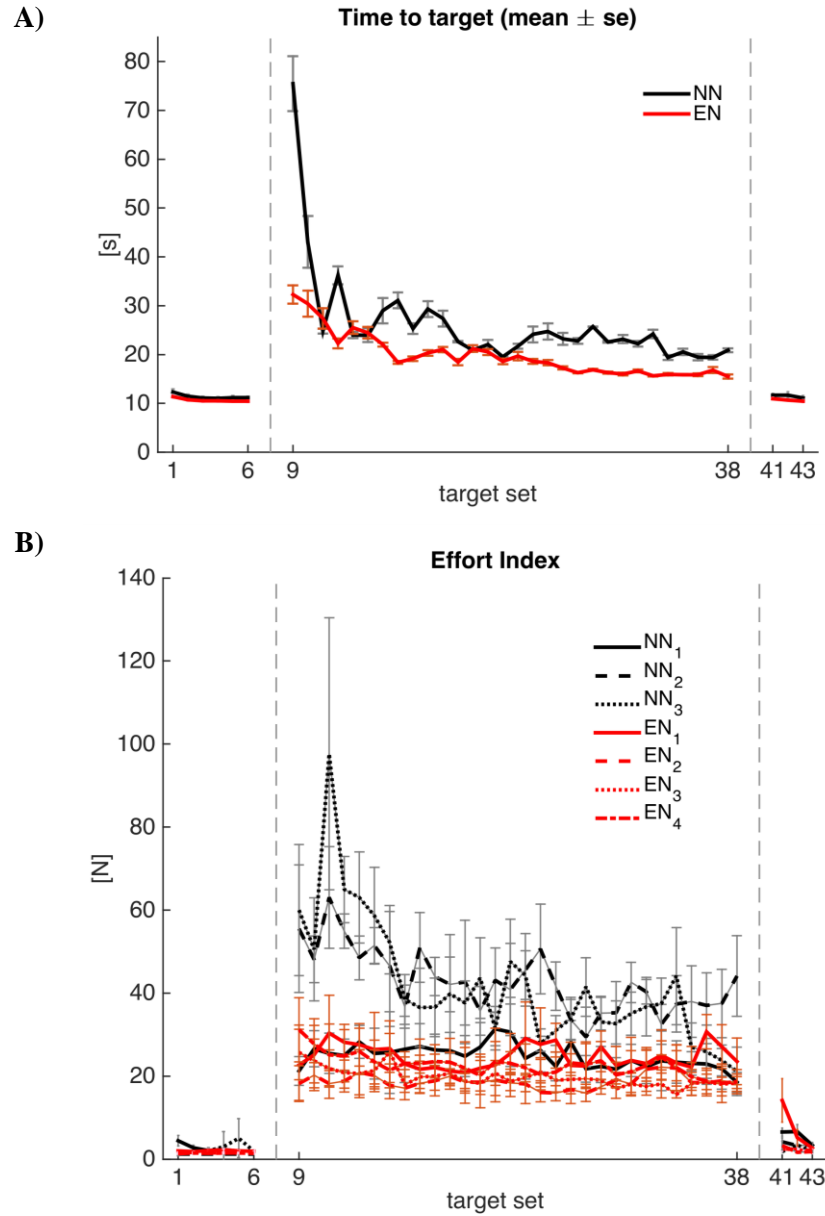 A)
Time to target (mean ± se)
80
70
60
50
40
30
20
10
0
[s]
NN
EN
1
6
9
38
41
43
target set
B)
Effort Index
140
120
100
80
60
40
20
0
[N]
NN1
NN2
NN3
EN1
EN2
EN3
EN4
1
6
9
38
41
43
target set